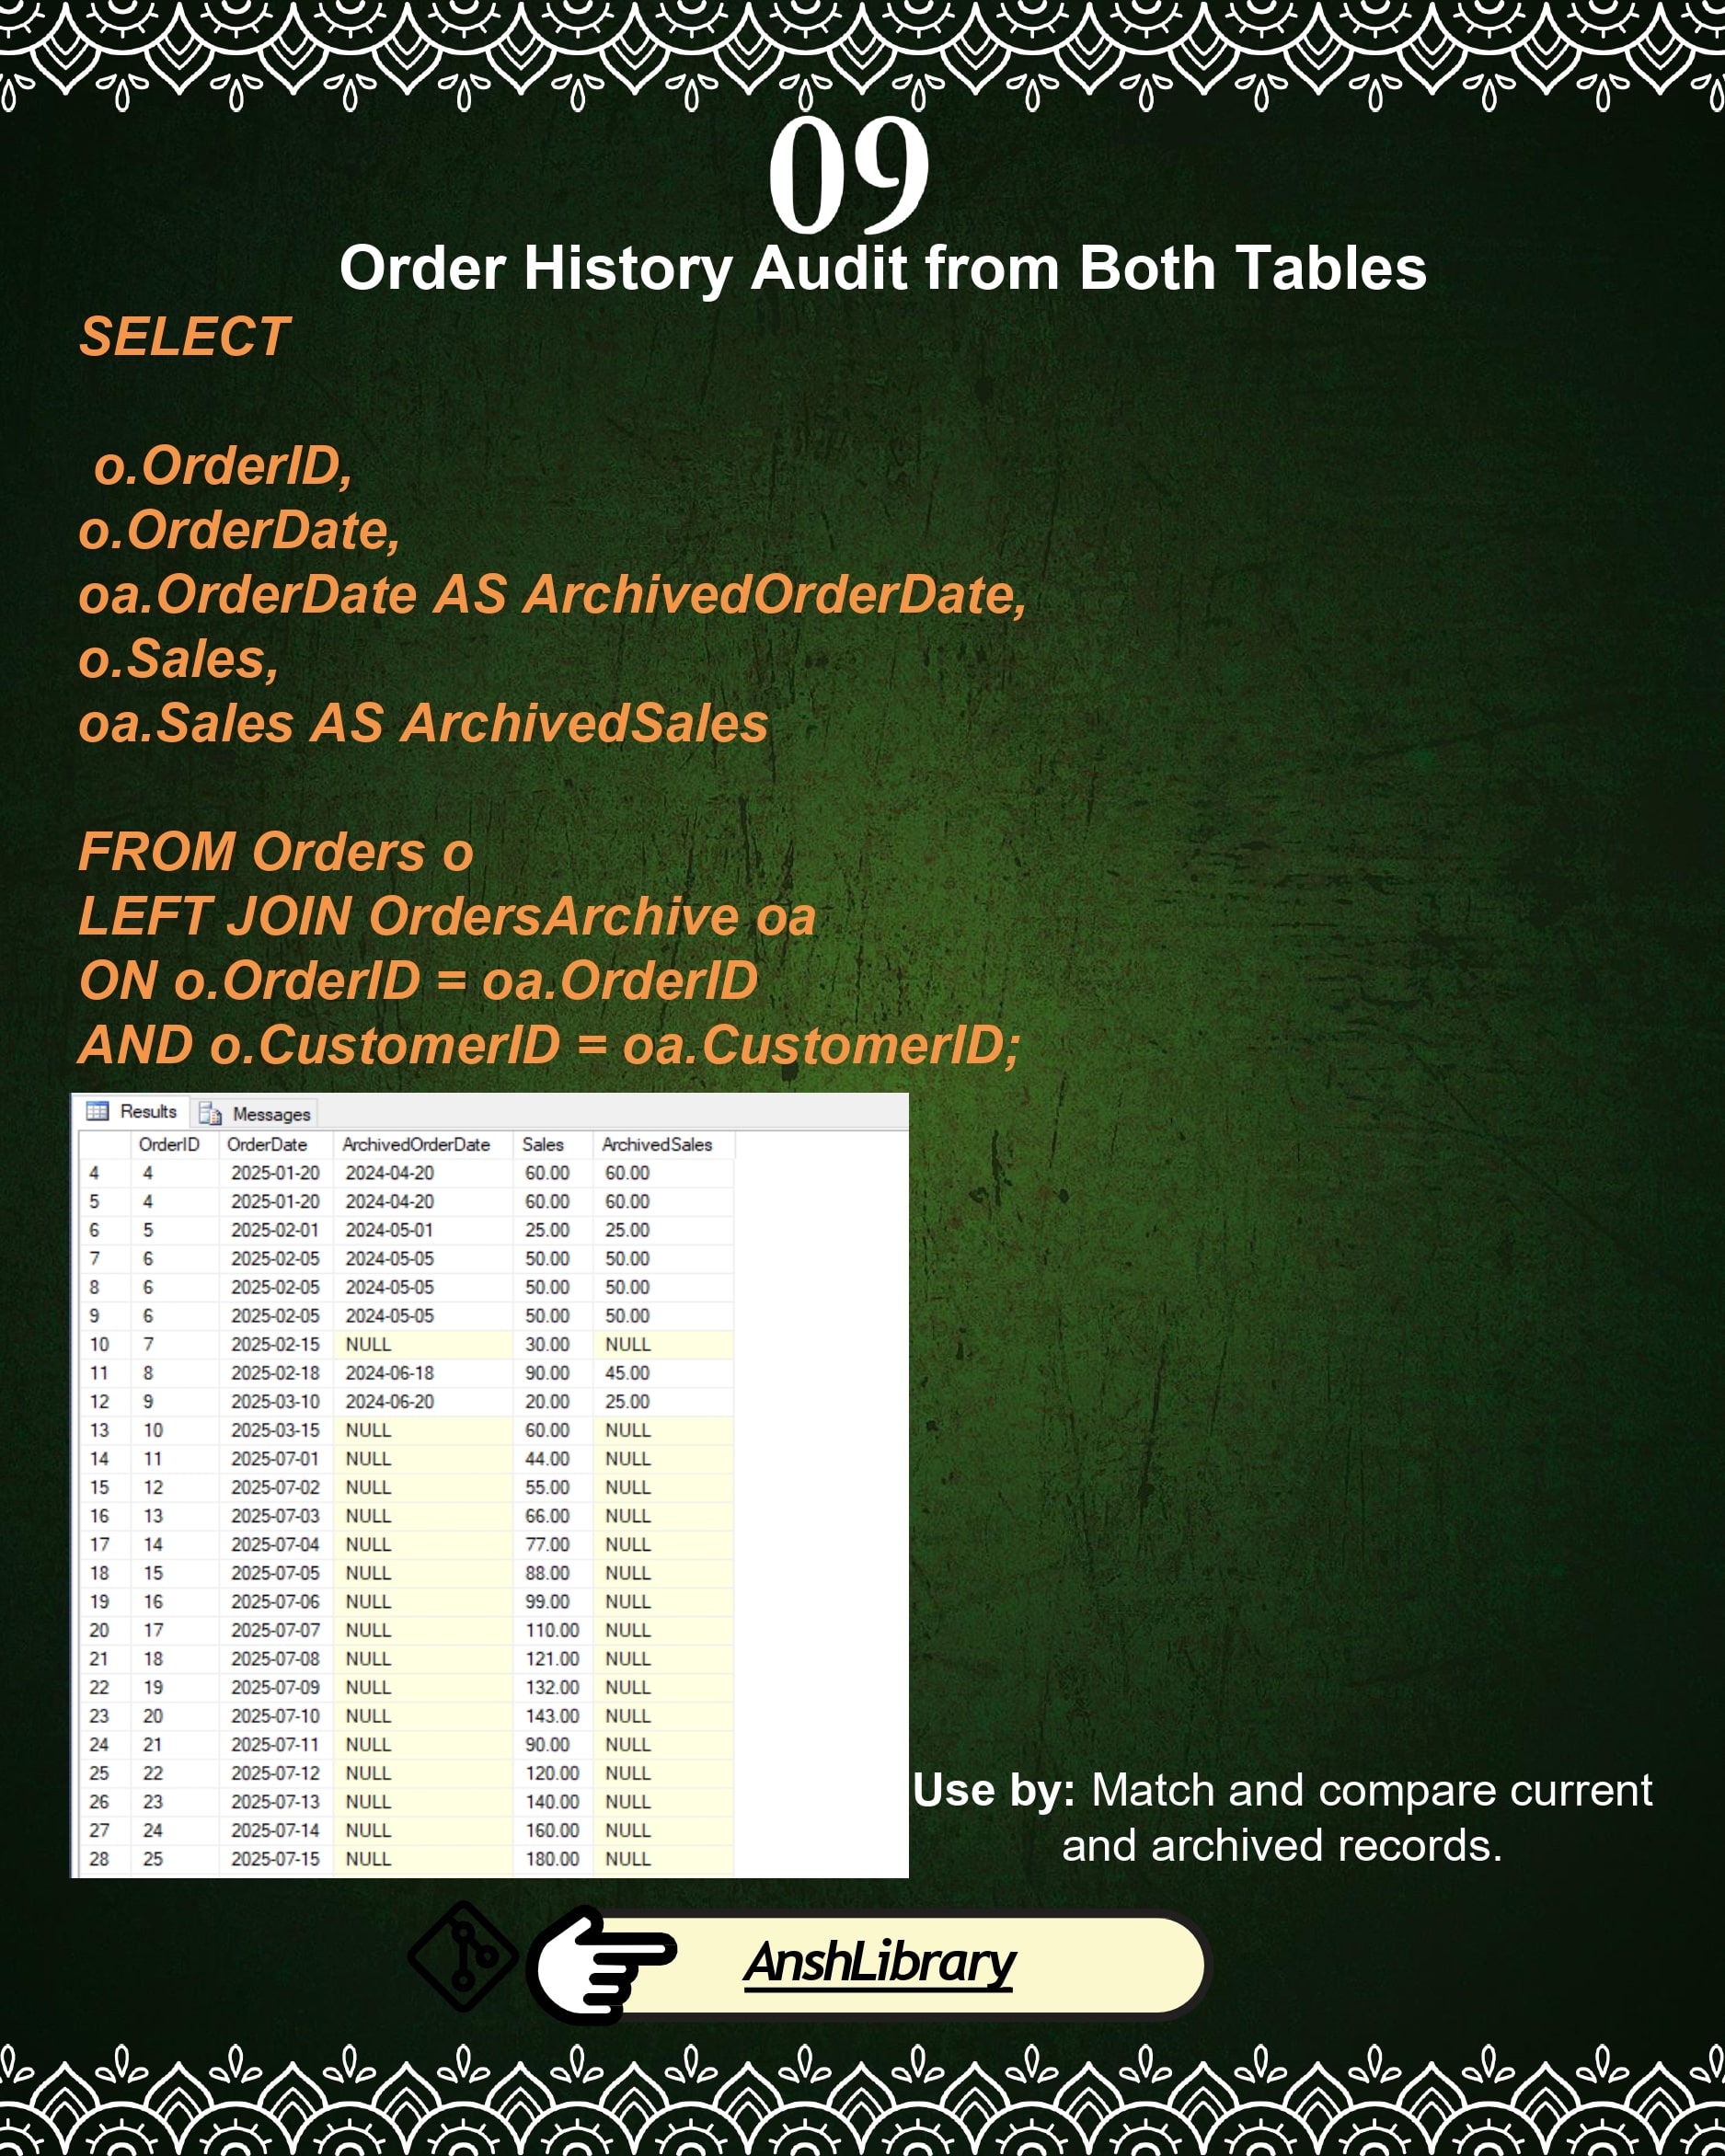 09
Order History Audit from Both Tables
SELECT
o.OrderID,
o.OrderDate,
oa.OrderDate AS ArchivedOrderDate,
o.Sales,
oa.Sales AS ArchivedSales
FROM Orders o
LEFT JOIN OrdersArchive oa
ON o.OrderID = oa.OrderID
AND o.CustomerID = oa.CustomerID;
Results Messages
OrderID OrderDate ArchivedOrderDate Sales ArchivedSales
4 4 2025-01-20 2024-04-20 60.00 60.00
5 4 2025-01-20 2024-04-20 60.00 60.00
6 5 2025-02-01 2024-05-01 25.00 25.00
7 6 2025-02-05 2024-05-05 50.00 50.00
8 6 2025-02-05 2024-05-05 50.00 50.00
9 6 2025-02-05 2024-05-05 50.00 50.00
10 7 2025-02-15 NULL 30.00 NULL
11 8 2025-02-18 2024-06-18 90.00 45.00
12 9 2025-03-10 2024-06-20 20.00 25.00
13 10 2025-03-15 NULL 60.00 NULL
14 11 2025-07-01 NULL 44.00 NULL
15 12 2025-07-02 NULL 55.00 NULL
16 13 2025-07-03 NULL 66.00 NULL
17 14 2025-07-04 NULL 77.00 NULL
18 15 2025-07-05 NULL 88.00 NULL
19 16 2025-07-06 NULL 99.00 NULL
20 17 2025-07-07 NULL 110.00 NULL
21 18 2025-07-08 NULL 121.00 NULL
22 19 2025-07-09 NULL 132.00 NULL
23 20 2025-07-10 NULL 143.00 NULL
24 21 2025-07-11 NULL 90.00 NULL
25 22 2025-07-12 NULL 120.00 NULL
26 23 2025-07-13 NULL 140.00 NULL
27 24 2025-07-14 NULL 160.00 NULL
28 25 2025-07-15 NULL 180.00 NULL
Use by: Match and compare current
and archived records.
AnshLibrary